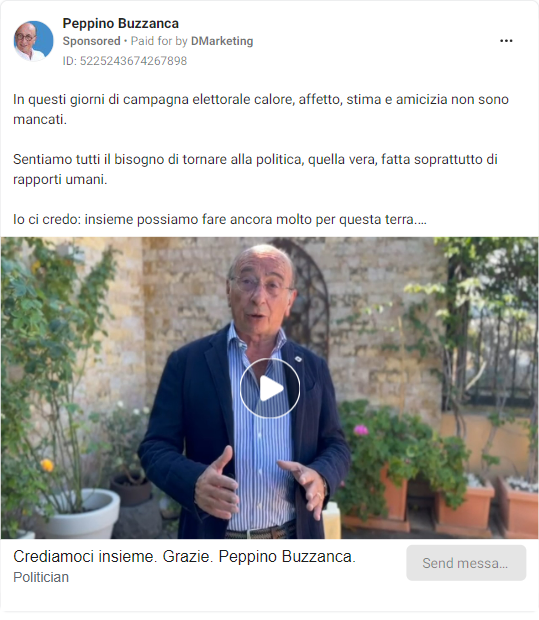 Peppino Buzzanca
Sponsored • Paid for by DMarketing
ID: 5225243674267898
In questi giorni di campagna elettorale calore, affetto, stima e amicizia non sono
mancati.
Sentiamo tutti il bisogno di tornare alla politica, quella vera, fatta soprattutto di
rapporti umani.
Io ci credo: insieme possiamo fare ancora molto per questa terra....
Crediamoci insieme. Grazie. Peppino Buzzanca.
Politician
Send messa...